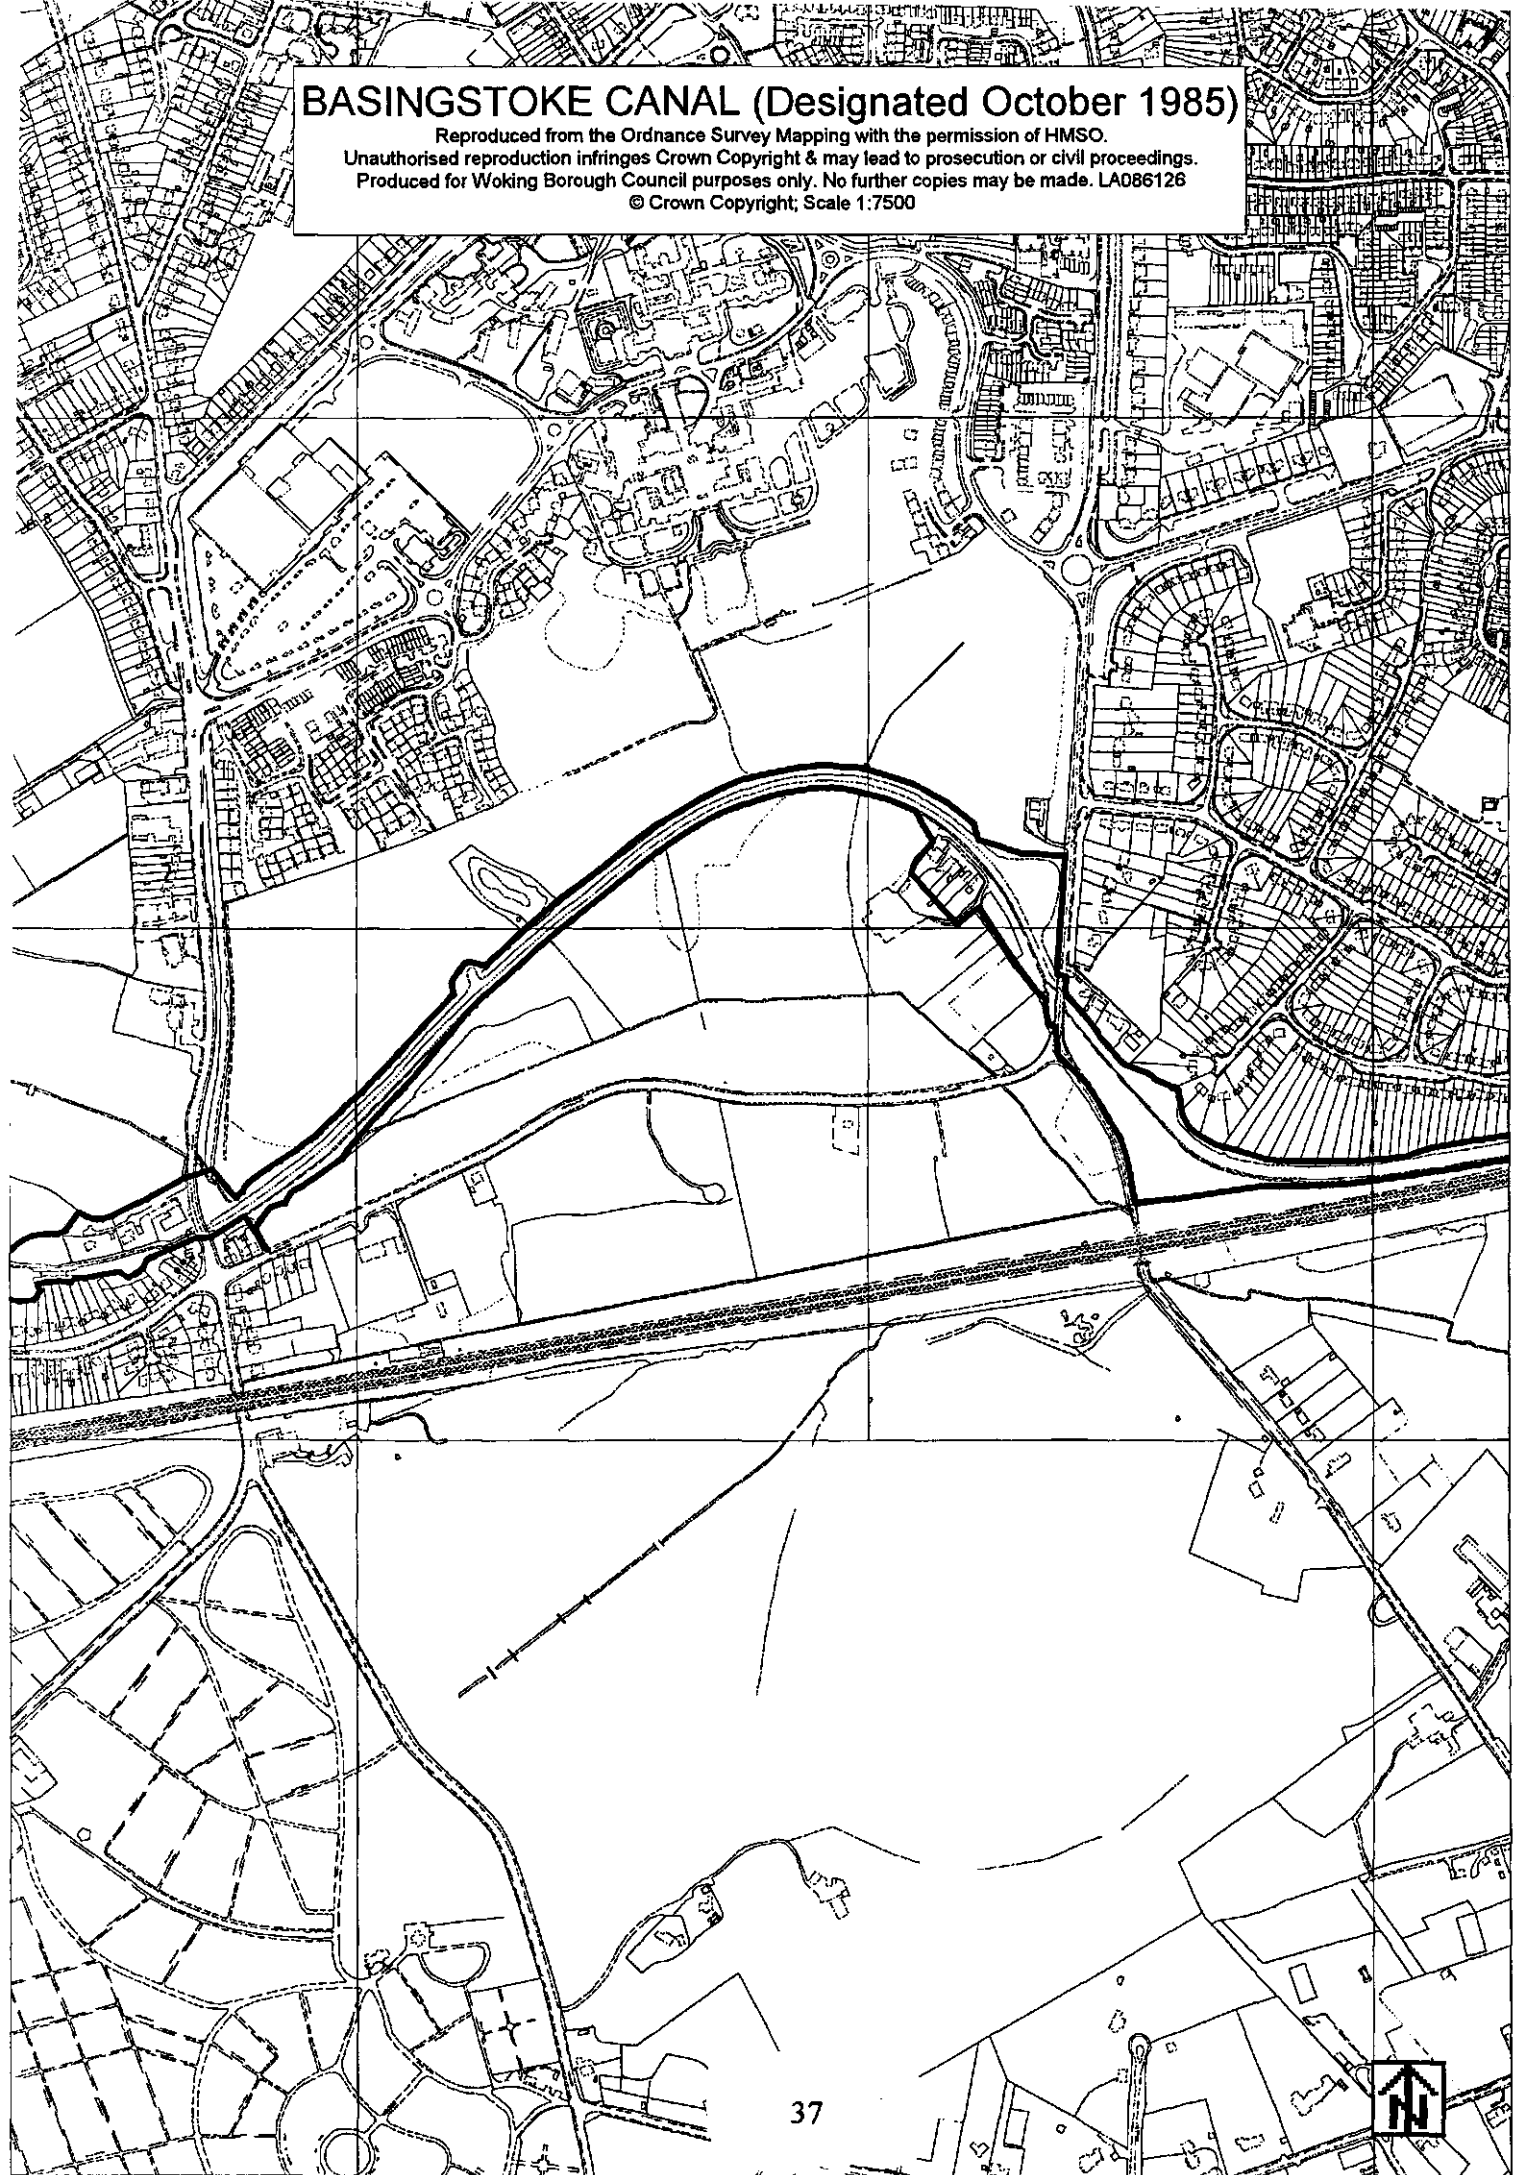 BASINGSTOKE CANAL (Designated October 1985)
Reproduced from the Ordnance Survey Mapping with the permission of HMSO.
Unauthorised reproduction infringes Crown Copyright & may lead to prosecution or civil proceedings.
Produced for Woking Borough Council purposes only. No further copies may be made. LA086126
© Crown Copyright; Scale 1:7500
37
N